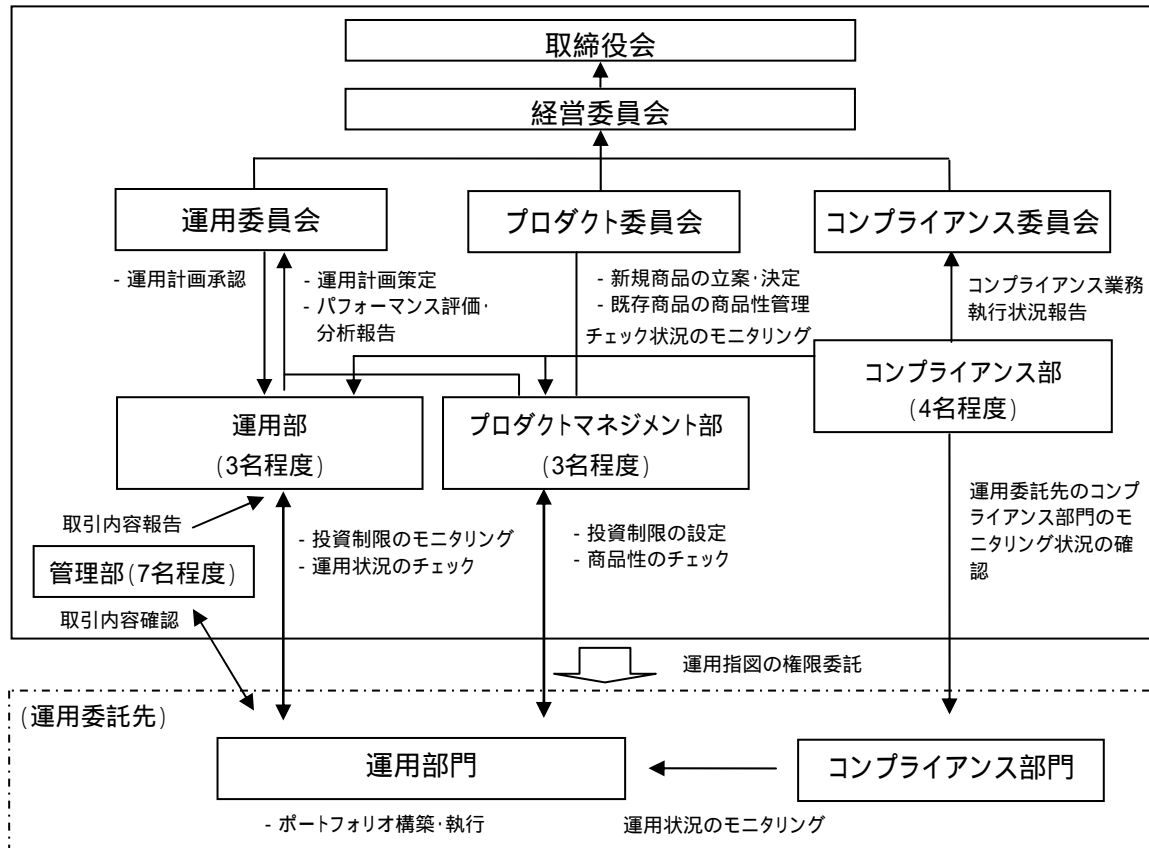 取締役会
経営委員会
運用委員会
プロダクト委員会
コンプライアンス委員会
- 運用計画承認
- 運用計画策定
- パフォーマンス評価・
分析報告
- 新規商品の立案・決定
- 既存商品の商品性管理
コンプライアンス業務
執行状況報告
チェック状況のモニタリング
運用部
(3名程度)
プロダクトマネジメント部
(3名程度)
コンプライアンス部
(4名程度)
取引内容報告
管理部(7名程度)
取引内容確認
- 投資制限のモニタリング
- 運用状況のチェック
- 投資制限の設定
- 商品性のチェック
運用委託先のコンプ
ライアンス部門のモ
ニタリング状況の確
認
運用指図の権限委託
(運用委託先)
運用部門
コンプライアンス部門
- ポートフォリオ構築・執行
運用状況のモニタリング